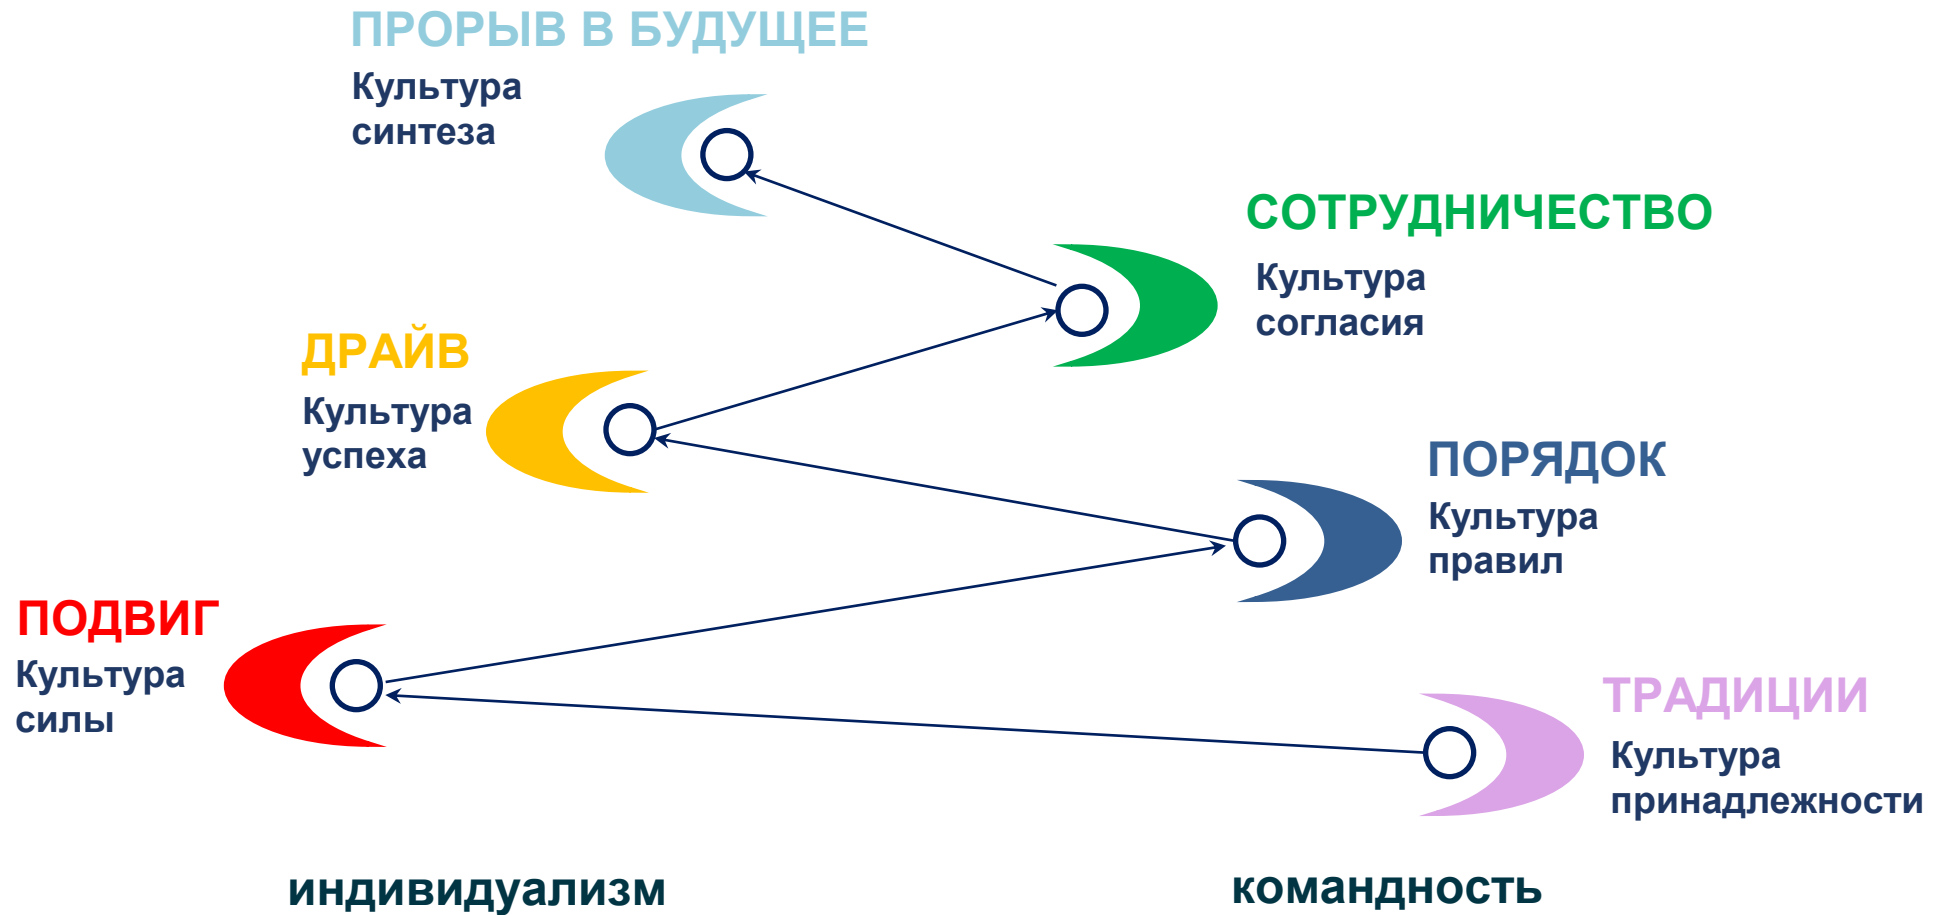 ПРОРЫВ В БУДУЩЕЕ
Культура
синтеза
СОТРУДНИЧЕСТВО
Культура
согласия
ДРАЙВ
Культура
успеха
ПОРЯДОК
Культура
правил
ПОДВИГ
Культура
силы
ТРАДИЦИИ
Культура
принадлежности
индивидуализм
командность